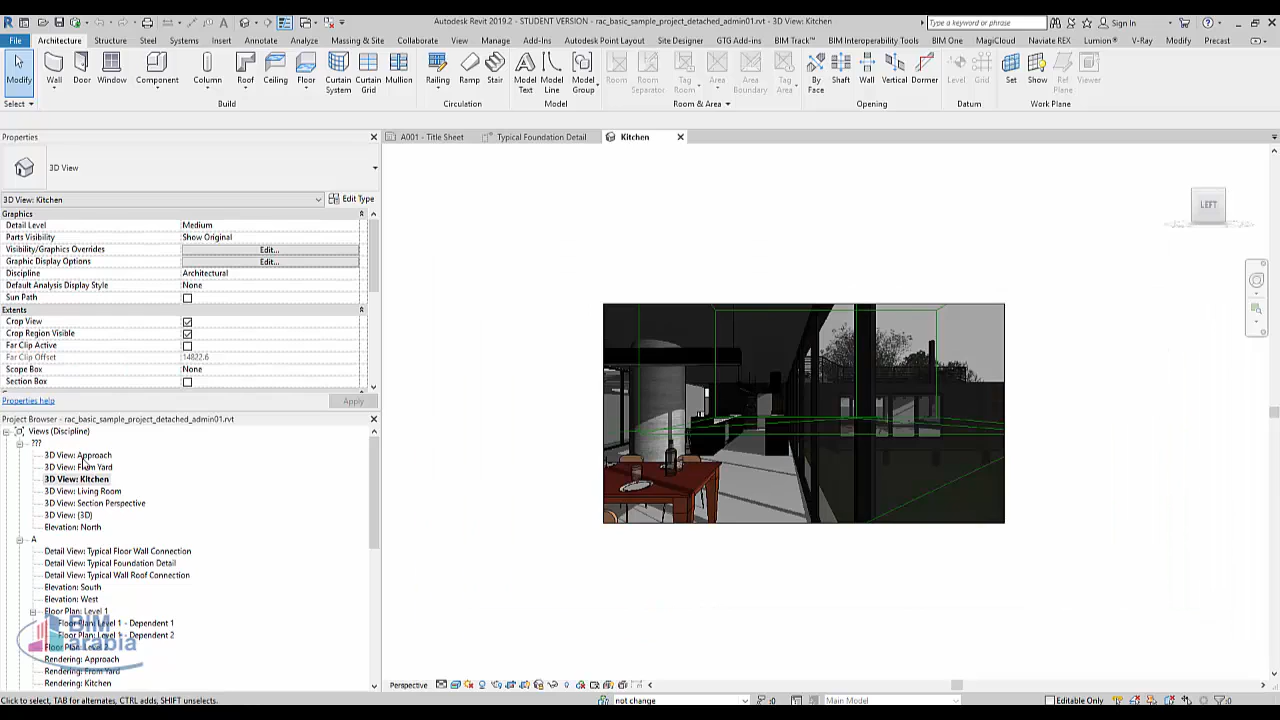 Autodesk Revit 2019.2 - STUDENT VERSION - rac_basic_sample_project_detached_admin01.rvt - 3D View: Kitchen
Type a keyword or phrase
Sign In
File Architecture Structure Steel Systems Insert Annotate Analyze Massing & Site Collaborate View Manage Add-Ins Autodesk Point Layout Site Designer GTG Add-ins BIM Track™ BIM Interoperability Tools BIM One MagiCloud Naviate REX Lumion® V-Ray Modify Precast
Modify Wall Door Window Component Column Roof Ceiling Floor Curtain System Curtain Grid Mullion Railing Ramp Stair Model Text Model Line Model Group Room Room Separator Tag Room Area Area Boundary Tag Area By Face Shaft Wall Vertical Dormer Level Grid Set Show Ref Plane Viewer
Select Build Circulation Model Room & Area Opening Datum Work Plane
Properties
A001 - Title Sheet
Typical Foundation Detail
Kitchen
3D View
3D View: Kitchen
Edit Type
LEFT
Graphics
Detail Level Medium
Parts Visibility Show Original
Visibility/Graphics Overrides Edit...
Graphic Display Options Edit...
Discipline Architectural
Default Analysis Display Style None
Sun Path
Extents
Crop View
Crop Region Visible
Far Clip Active
Far Clip Offset 14822.6
Scope Box None
Section Box
Properties help
Apply
Project Browser - rac_basic_sample_project_detached_admin01.rvt
Views (Discipline)
???
3D View: Approach
3D View: From Yard
3D View: Kitchen
3D View: Living Room
3D View: Section Perspective
3D View: {3D}
Elevation: North
A
Detail View: Typical Floor Wall Connection
Detail View: Typical Foundation Detail
Detail View: Typical Wall Roof Connection
Elevation: South
Elevation: West
Floor Plan: Level 1
Floor Plan: Level 1 - Dependent 1
Floor Plan: Level 1 - Dependent 2
BIM
arabia
Rendering: Approach
Rendering: From Yard
Rendering: Kitchen
Perspective
Click to select, TAB for alternates, CTRL adds, SHIFT unselects.
not change
:0
Main Model
Editable Only
:0